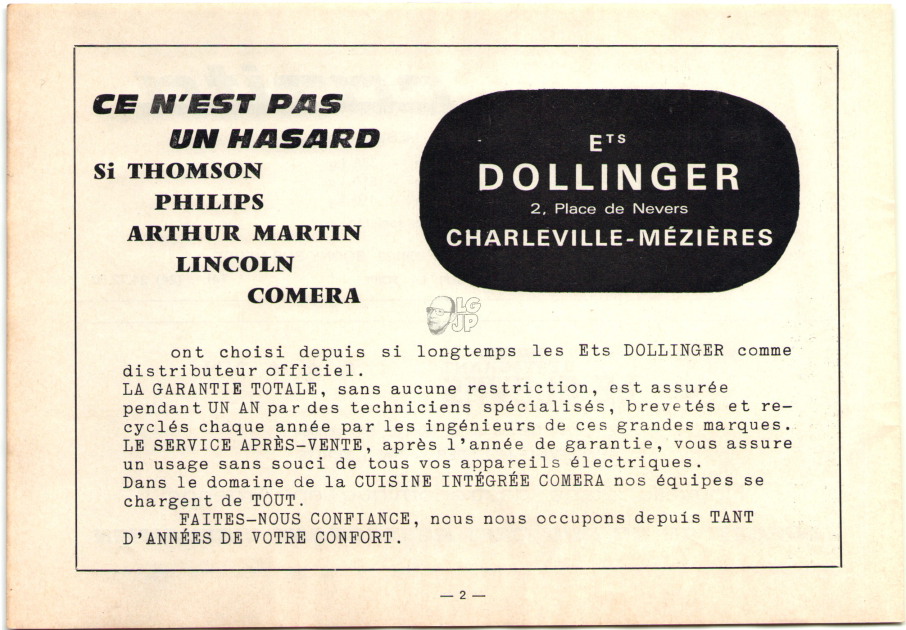 CE N'EST PAS
UN HASARD
Si THOMSON
PHILIPS
ARTHUR MARTIN
LINCOLN
COMERA
ETS
DOLLINGER
2, Place de Nevers
CHARLEVILLE-MÉZIÈRES
LG
JP
ont choisi depuis si longtemps les Ets DOLLINGER comme
distributeur officiel.
LA GARANTIE TOTALE, sans aucune restriction, est assurée
pendant UN AN par des techniciens spécialisés, brevetés et re-
cyclés chaque année par les ingénieurs de ces grandes marques.
LE SERVICE APRÈS-VENTE, après l'année de garantie, vous assure
un usage sans souci de tous vos appareils électriques.
Dans le domaine de la CUISINE INTÉGRÉE COMERA nos équipes se
chargent de TOUT.
FAITES-NOUS CONFIANCE, nous nous occupons depuis TANT
D'ANNÉES DE VOTRE CONFORT.
— 2 —